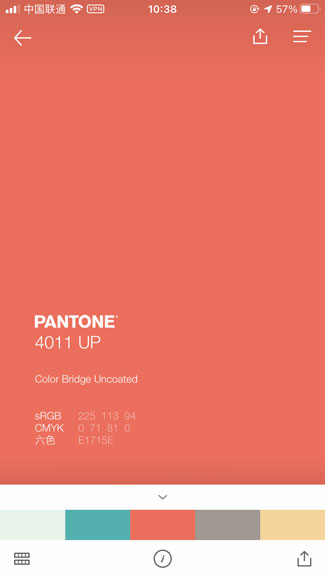 中国联通 VPN 10:38 57%
PANTONE®
4011 UP
Color Bridge Uncoated
sRGB 225 113 94
CMYK 0 71 81 0
六色 E1715E